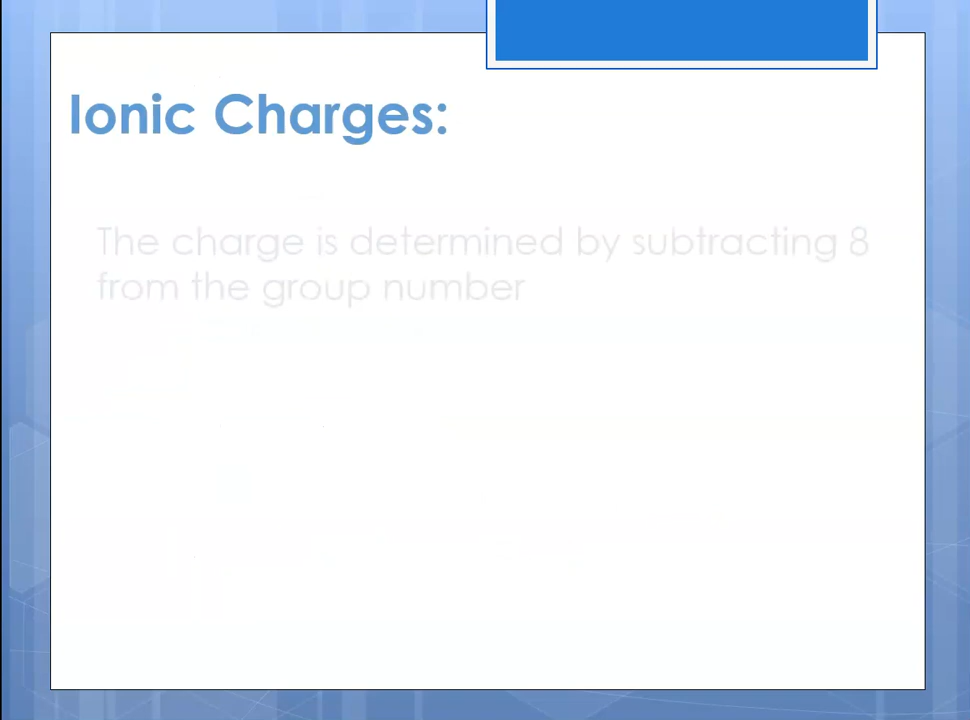 Ionic Charges:
The charge is determined by subtracting 8
from the group number